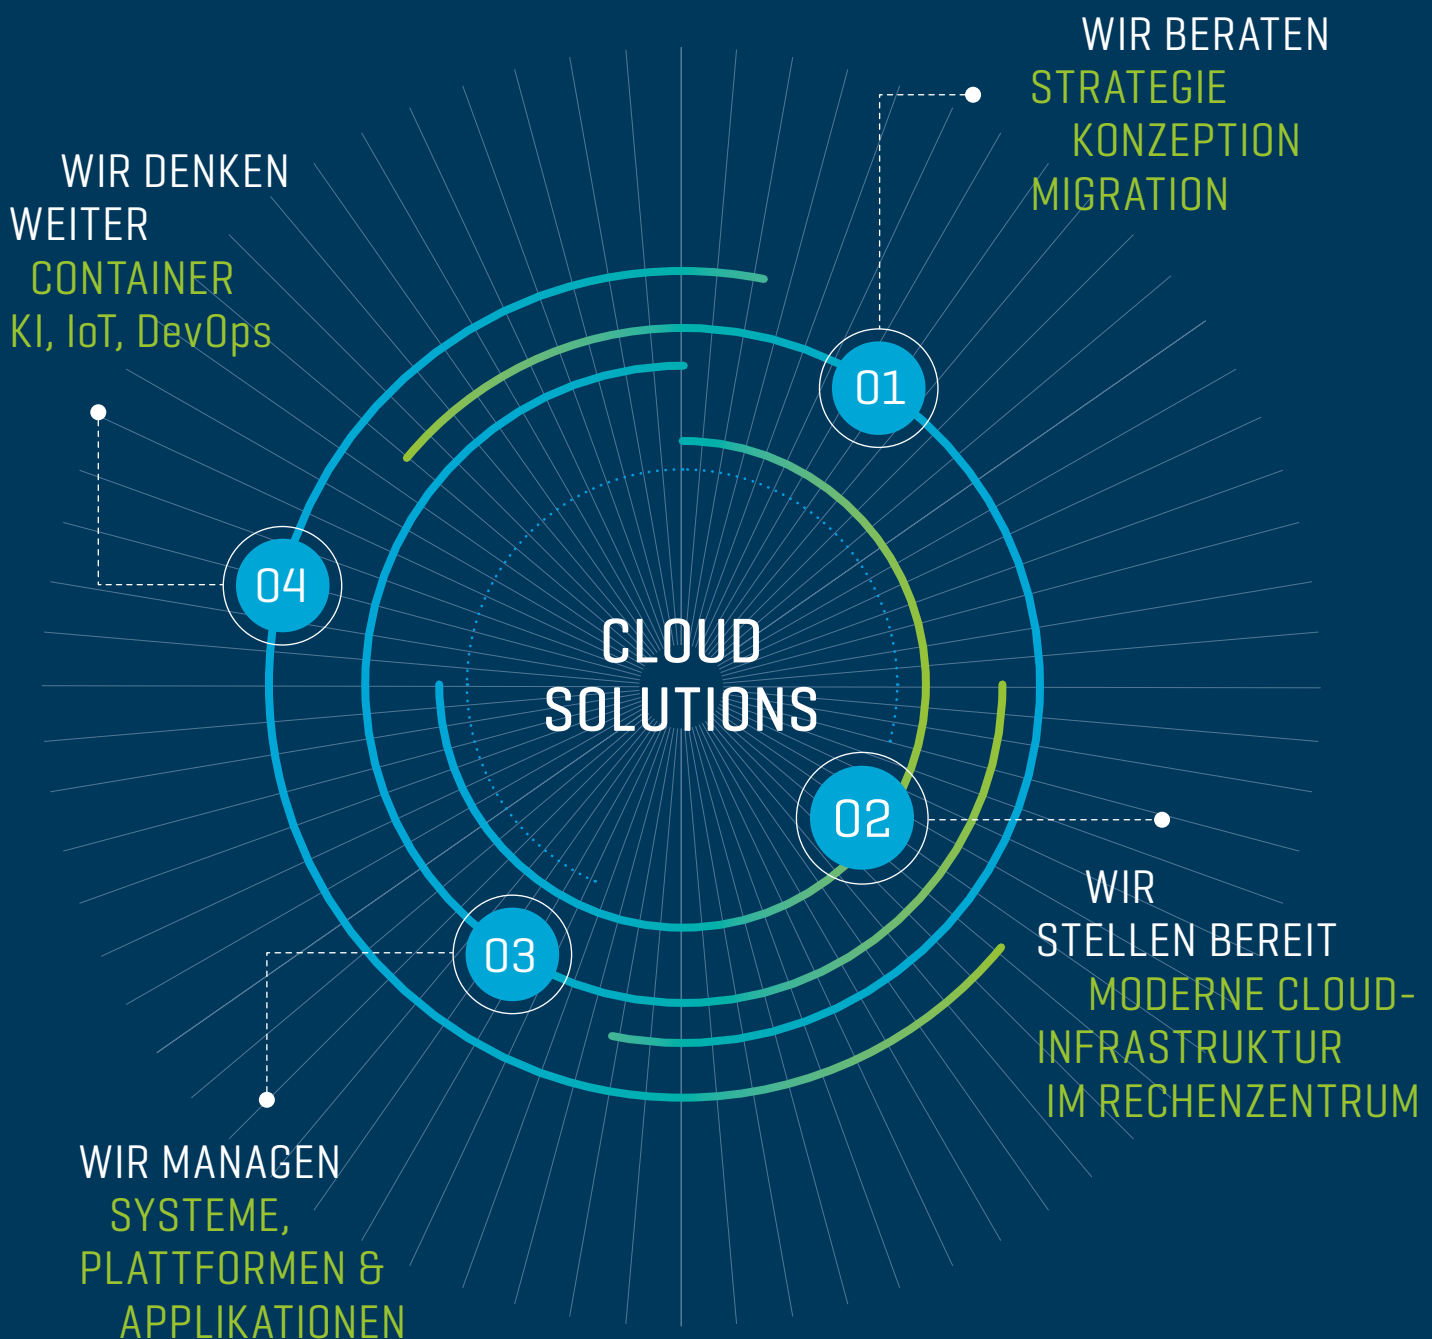 WIR BERATEN
STRATEGIE
KONZEPTION
MIGRATION
WIR DENKEN
WEITER
CONTAINER
KI, IoT, DevOps
01
04
CLOUD
SOLUTIONS
02
03
WIR
STELLEN BEREIT
MODERNE CLOUD-
INFRASTRUKTUR
IM RECHENZENTRUM
WIR MANAGEN
SYSTEME,
PLATTFORMEN &
APPLIKATIONEN